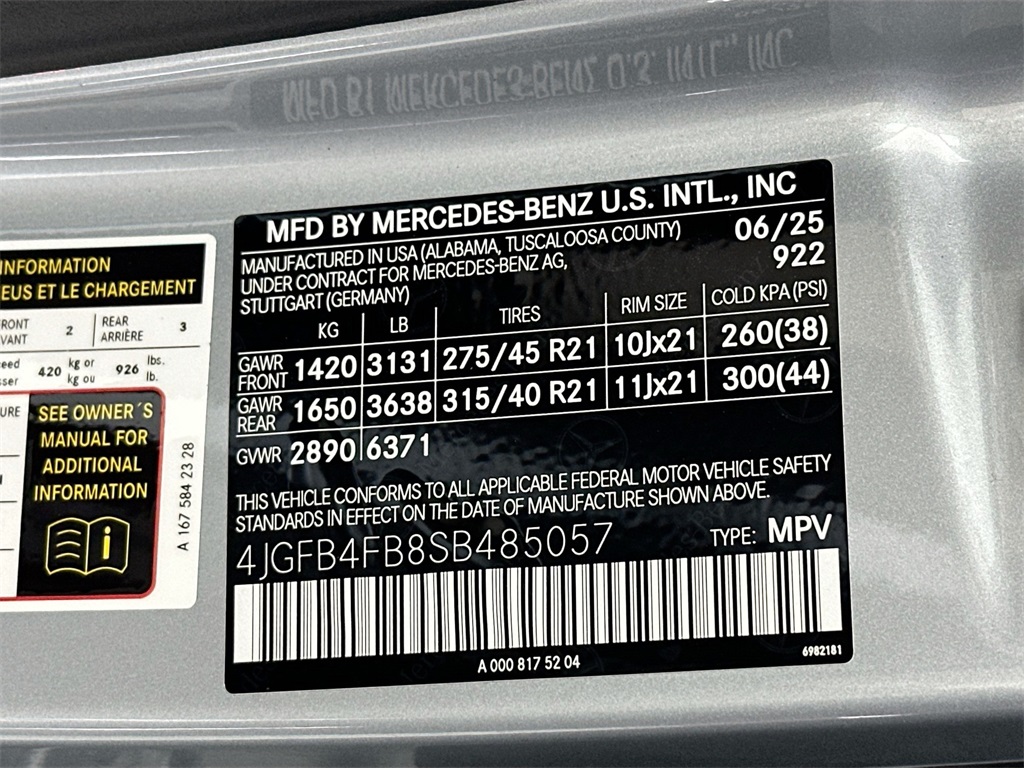 MFD BY MERCEDES-BENZ U.S. INTL., INC
MANUFACTURED IN USA (ALABAMA, TUSCALOOSA COUNTY) 06/25
UNDER CONTRACT FOR MERCEDES-BENZ AG, 922
STUTTGART (GERMANY)
KG LB TIRES RIM SIZE COLD KPA (PSI)
GAWR FRONT 1420 3131 275/45 R21 10Jx21 260(38)
GAWR REAR 1650 3638 315/40 R21 11Jx21 300(44)
GVWR 2890 6371
THIS VEHICLE CONFORMS TO ALL APPLICABLE FEDERAL MOTOR VEHICLE SAFETY
STANDARDS IN EFFECT ON THE DATE OF MANUFACTURE SHOWN ABOVE.
4JGFB4FB8SB485057 TYPE: MPV
A 000 817 52 04
6982181
INFORMATION
EUS ET LE CHARGEMENT
RONT 2 REAR 3
VANT ARRIÈRE
eed 420 kg or 926 lbs.
sser kg ou lb.
URE
SEE OWNER´S
MANUAL FOR
ADDITIONAL
INFORMATION
i
A 167 584 23 28